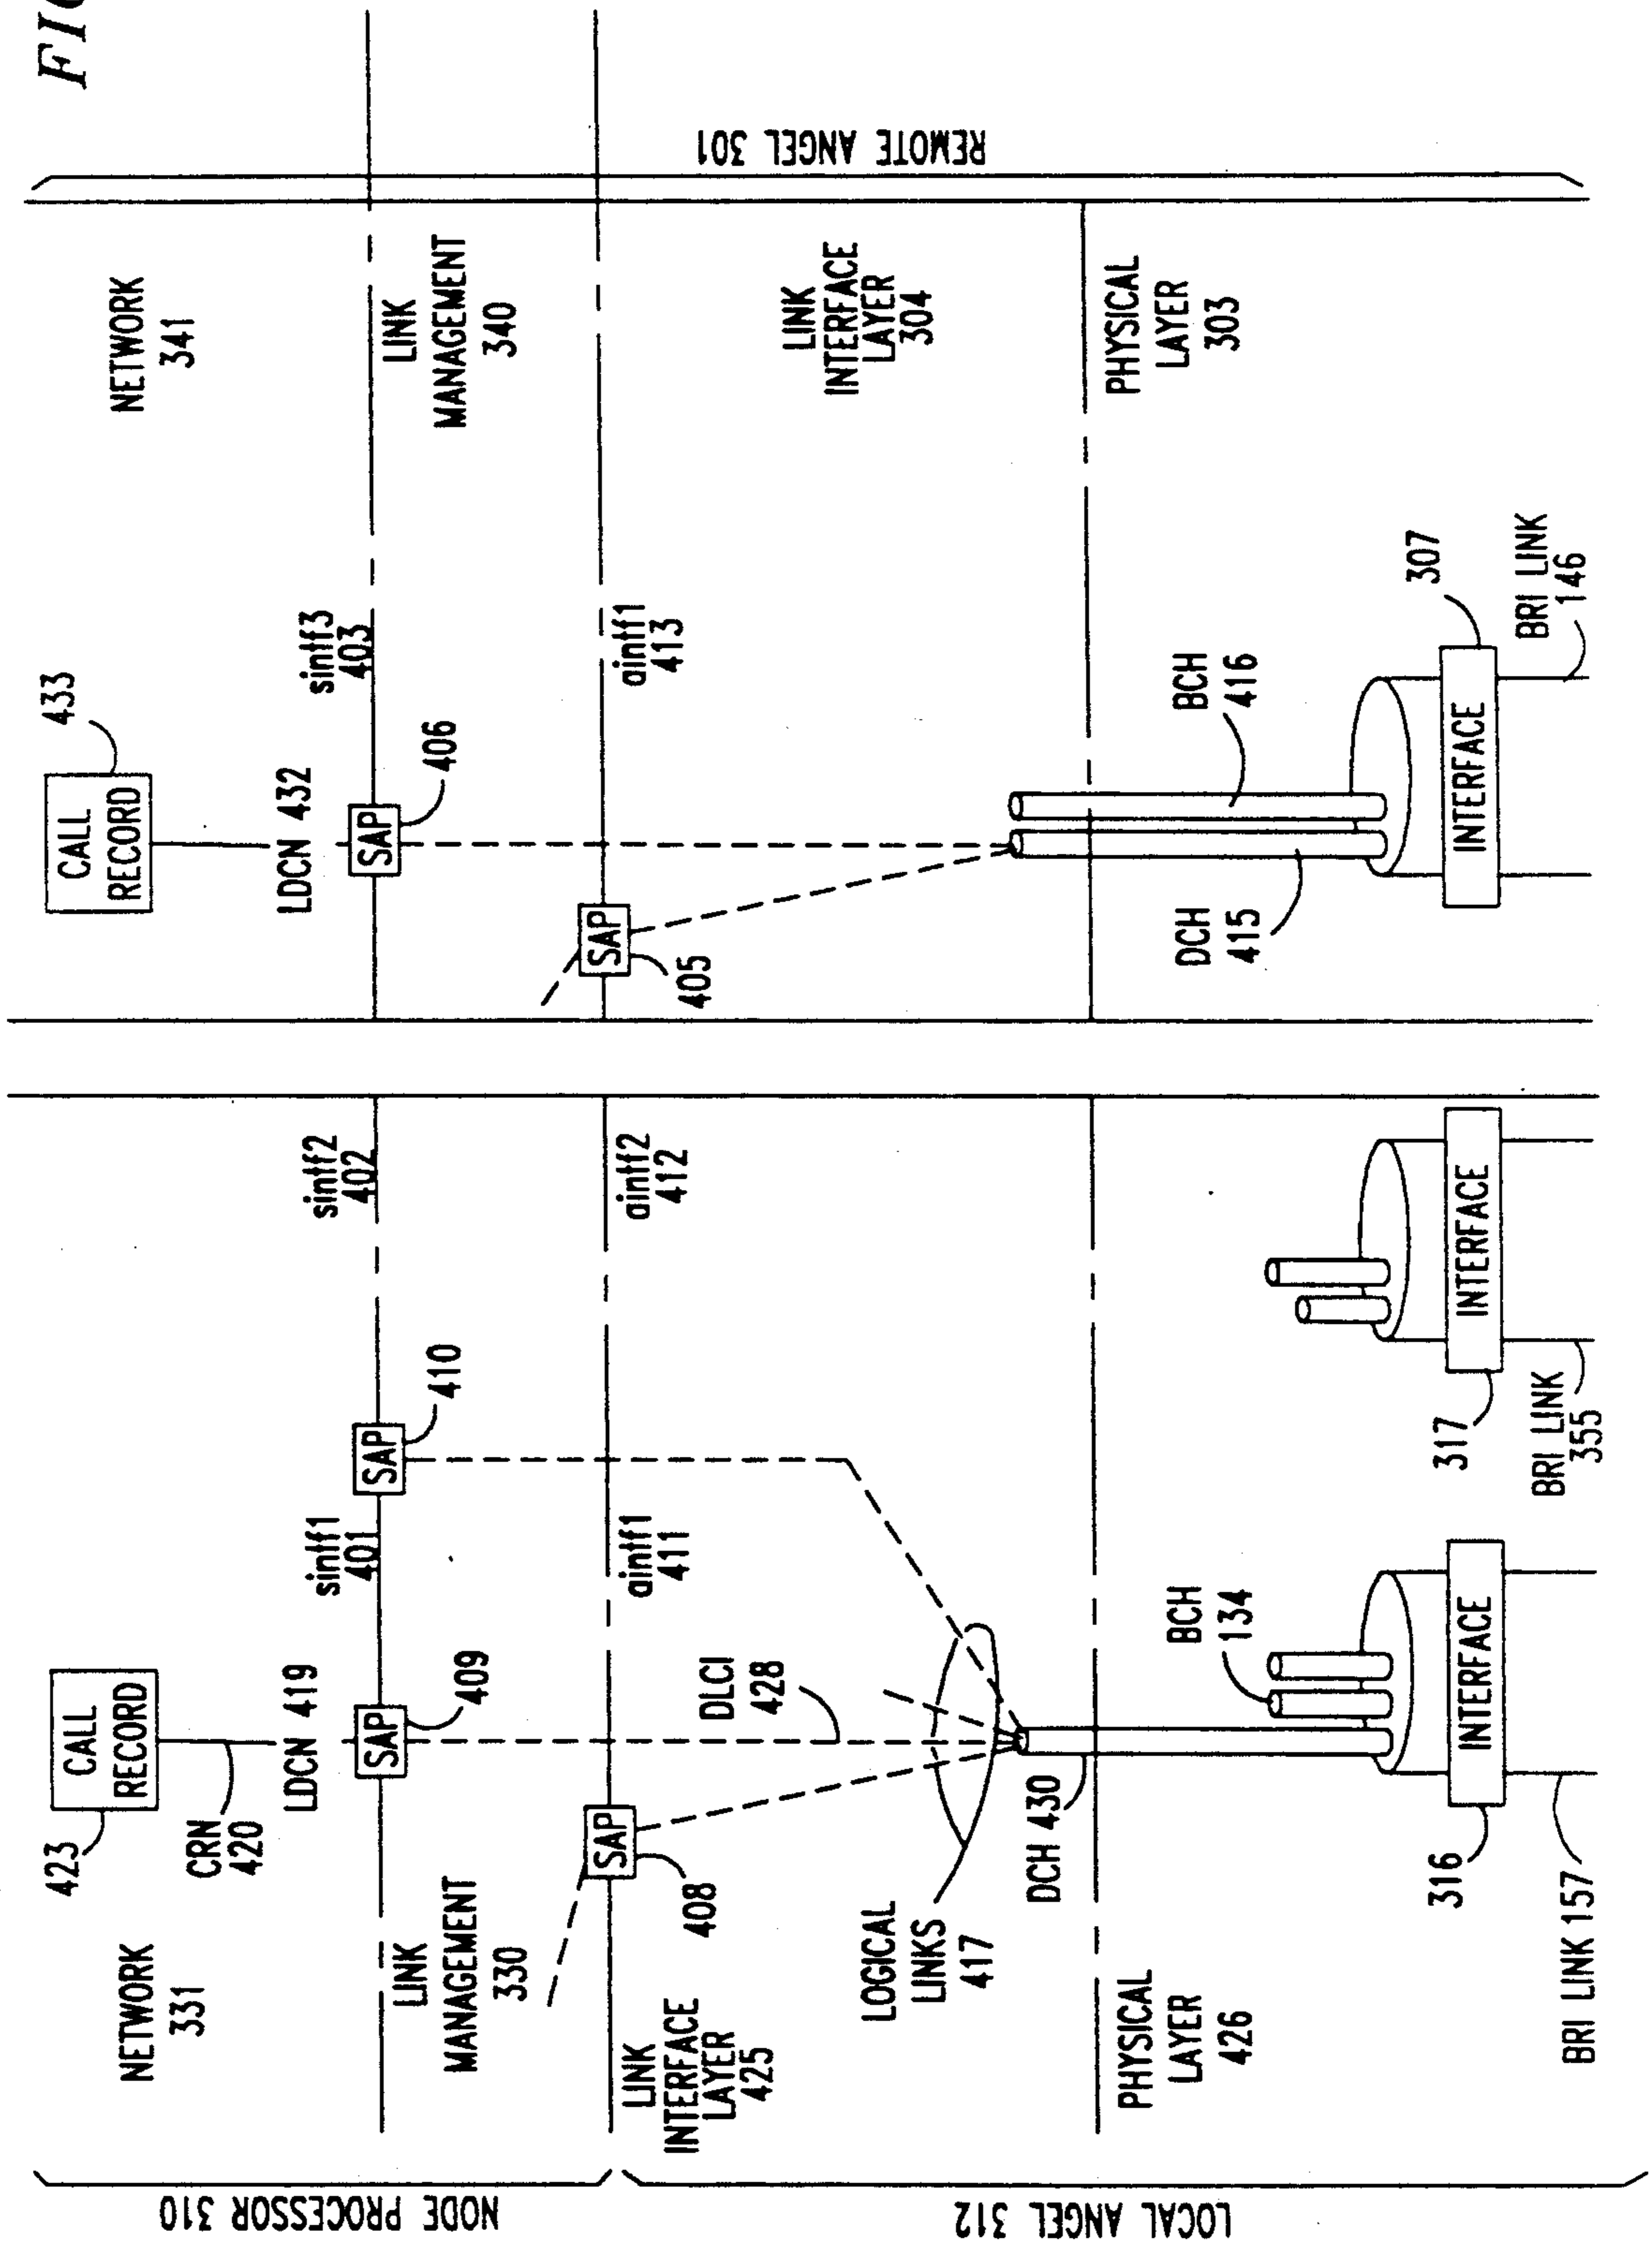 FIG
NODE PROCESSOR 310
LOCAL ANGEL 312
NETWORK
331
423
CALL
RECORD
CRN
420
LDCN 419
SAP
409
sintf1
401
SAP
410
sintf2
402
LINK
MANAGEMENT
330
SAP
408
aintf1
411
aintf2
412
LINK
INTERFACE
LAYER
425
LOGICAL
LINKS
417
DLCI
428
DCH 430
PHYSICAL
LAYER
426
BCH
134
316
INTERFACE
BRI LINK 157
317
INTERFACE
BRI LINK
355
CALL
RECORD
433
NETWORK
341
LDCN 432
SAP
406
sintf3
403
LINK
MANAGEMENT
340
SAP
405
aintf1
413
LINK
INTERFACE
LAYER
304
DCH
415
BCH
416
PHYSICAL
LAYER
303
INTERFACE
307
BRI LINK
146
REMOTE ANGEL 301